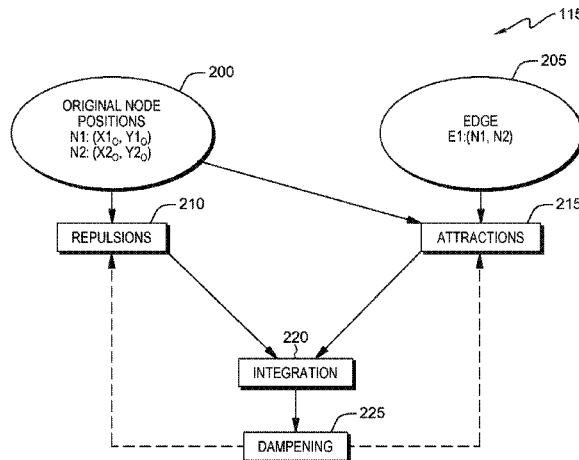 115
200
205
ORIGINAL NODE
POSITIONS
N1: (X1O, Y1O)
N2: (X2O, Y2O)
EDGE
E1:(N1, N2)
210
215
REPULSIONS
ATTRACTIONS
220
INTEGRATION
225
DAMPENING